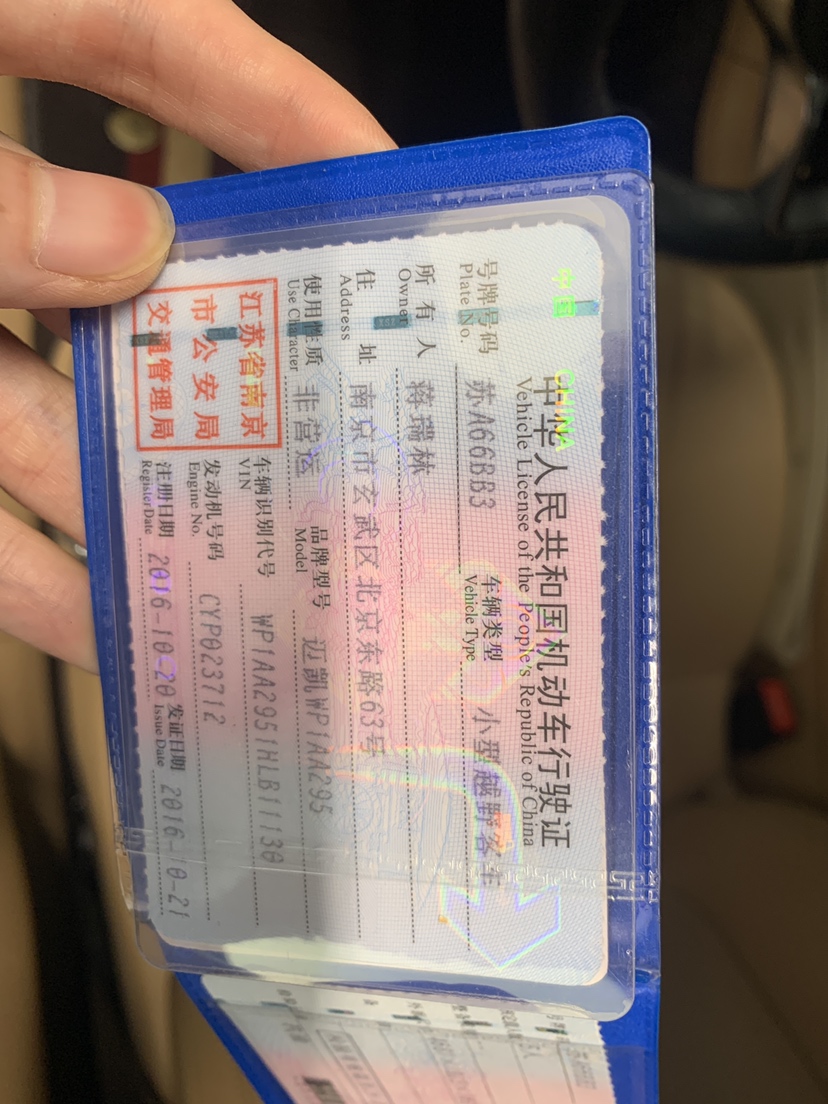 中国 CHINA
中华人民共和国机动车行驶证
Vehicle License of the People's Republic of China
号牌号码 苏A66BB3 车辆类型 小型越野客车
Plate No. Vehicle Type
所有人 蒋瑞林
Owner
住址 南京市玄武区北京东路63号
Address
使用性质 非营运 品牌型号 迈凯WP1AA295
Use Character Model
江苏省南京
市公安局
交通管理局
车辆识别代号 WP1AA2951HLB11130
VIN
发动机号码 CYP023712
Engine No.
注册日期 2016-10-20 发证日期 2016-10-21
Register Date Issue Date